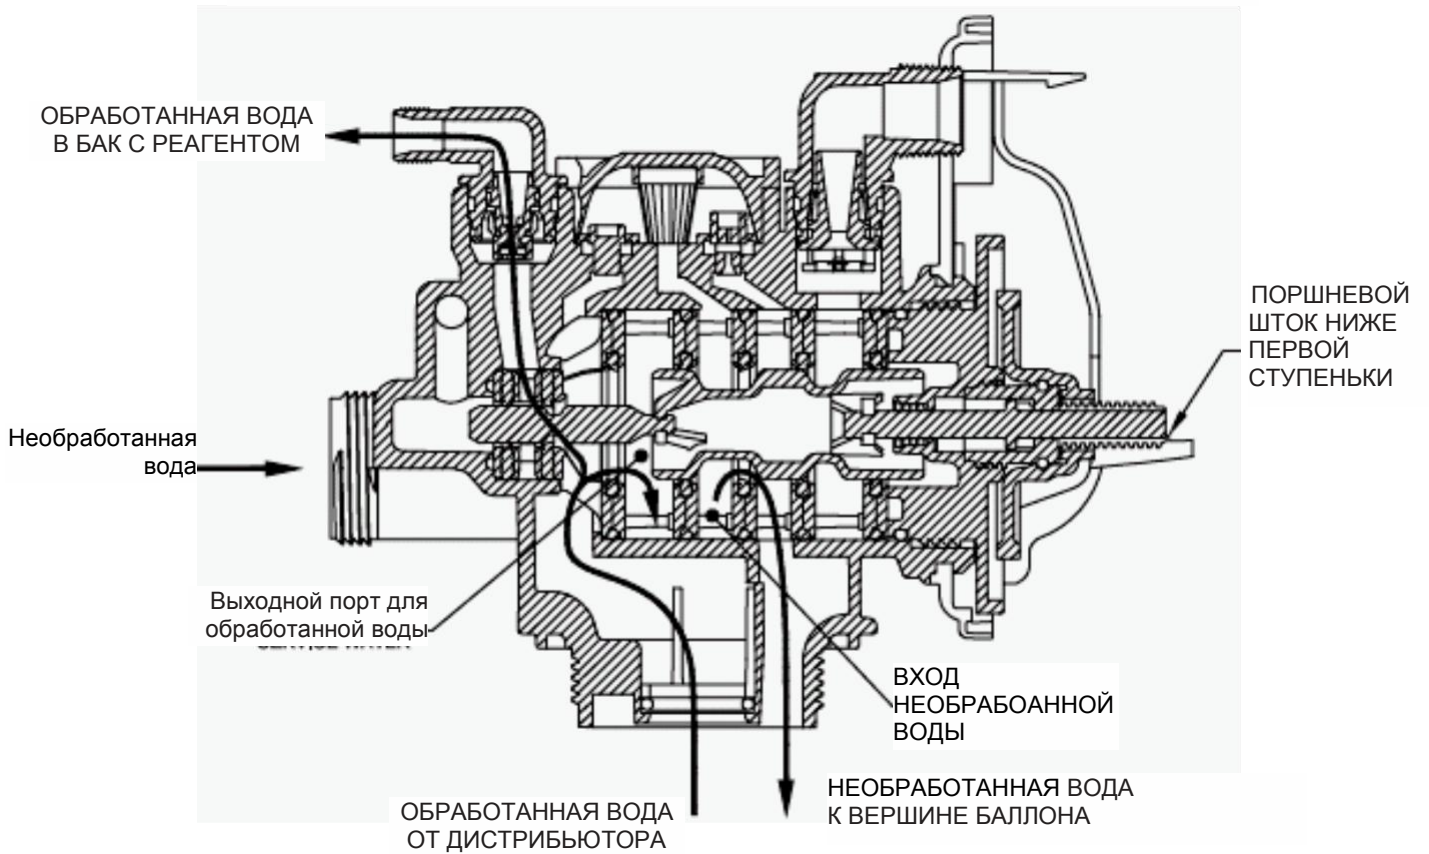 ОБРАБОТАННАЯ ВОДА
В БАК С РЕАГЕНТОМ
ПОРШНЕВОЙ
ШТОК НИЖЕ
ПЕРВОЙ
СТУПЕНЬКИ
Необработанная
вода
Выходной порт для
обработанной воды
ВХОД
НЕОБРАБОАННОЙ
ВОДЫ
НЕОБРАБОТАННАЯ ВОДА
К ВЕРШИНЕ БАЛЛОНА
ОБРАБОТАННАЯ ВОДА
ОТ ДИСТРИБЬЮТОРА